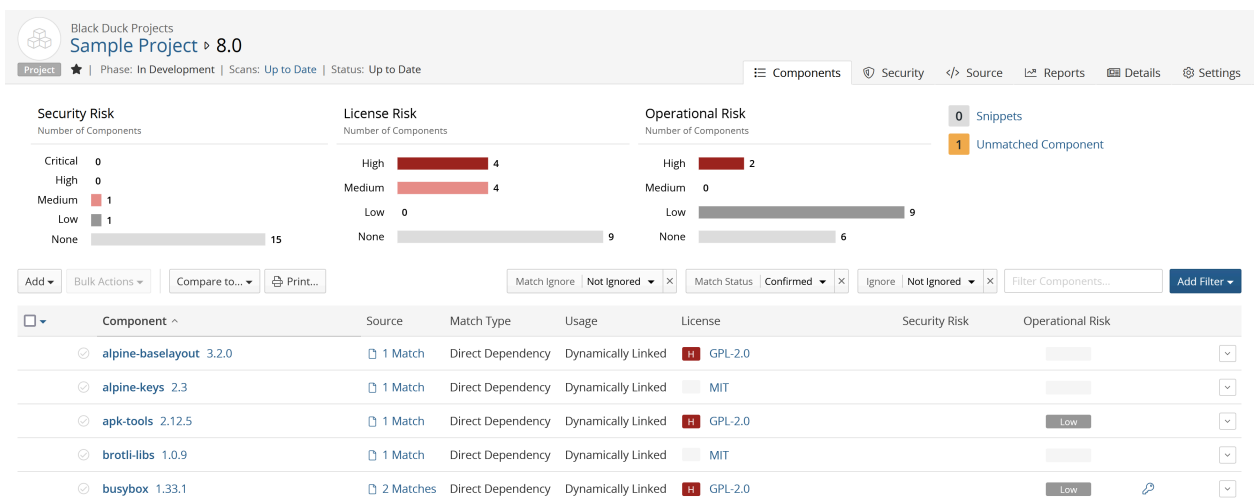 Black Duck Projects
Sample Project 8.0
Project | Phase: In Development | Scans: Up to Date | Status: Up to Date
Components Security Source Reports Details Settings
Security Risk
Number of Components
Critical 0
High 0
Medium 1
Low 1
None 15
License Risk
Number of Components
High 4
Medium 4
Low 0
None 9
Operational Risk
Number of Components
High 2
Medium 0
Low 9
None 6
0 Snippets
1 Unmatched Component
Add Bulk Actions Compare to... Print... Match Ignore Not Ignored Match Status Confirmed Ignore Not Ignored Filter Components... Add Filter
Component Source Match Type Usage License Security Risk Operational Risk
alpine-baselayout 3.2.0 1 Match Direct Dependency Dynamically Linked H GPL-2.0
alpine-keys 2.3 1 Match Direct Dependency Dynamically Linked MIT
apk-tools 2.12.5 1 Match Direct Dependency Dynamically Linked H GPL-2.0 Low
brotli-libs 1.0.9 1 Match Direct Dependency Dynamically Linked MIT
busybox 1.33.1 2 Matches Direct Dependency Dynamically Linked H GPL-2.0 Low